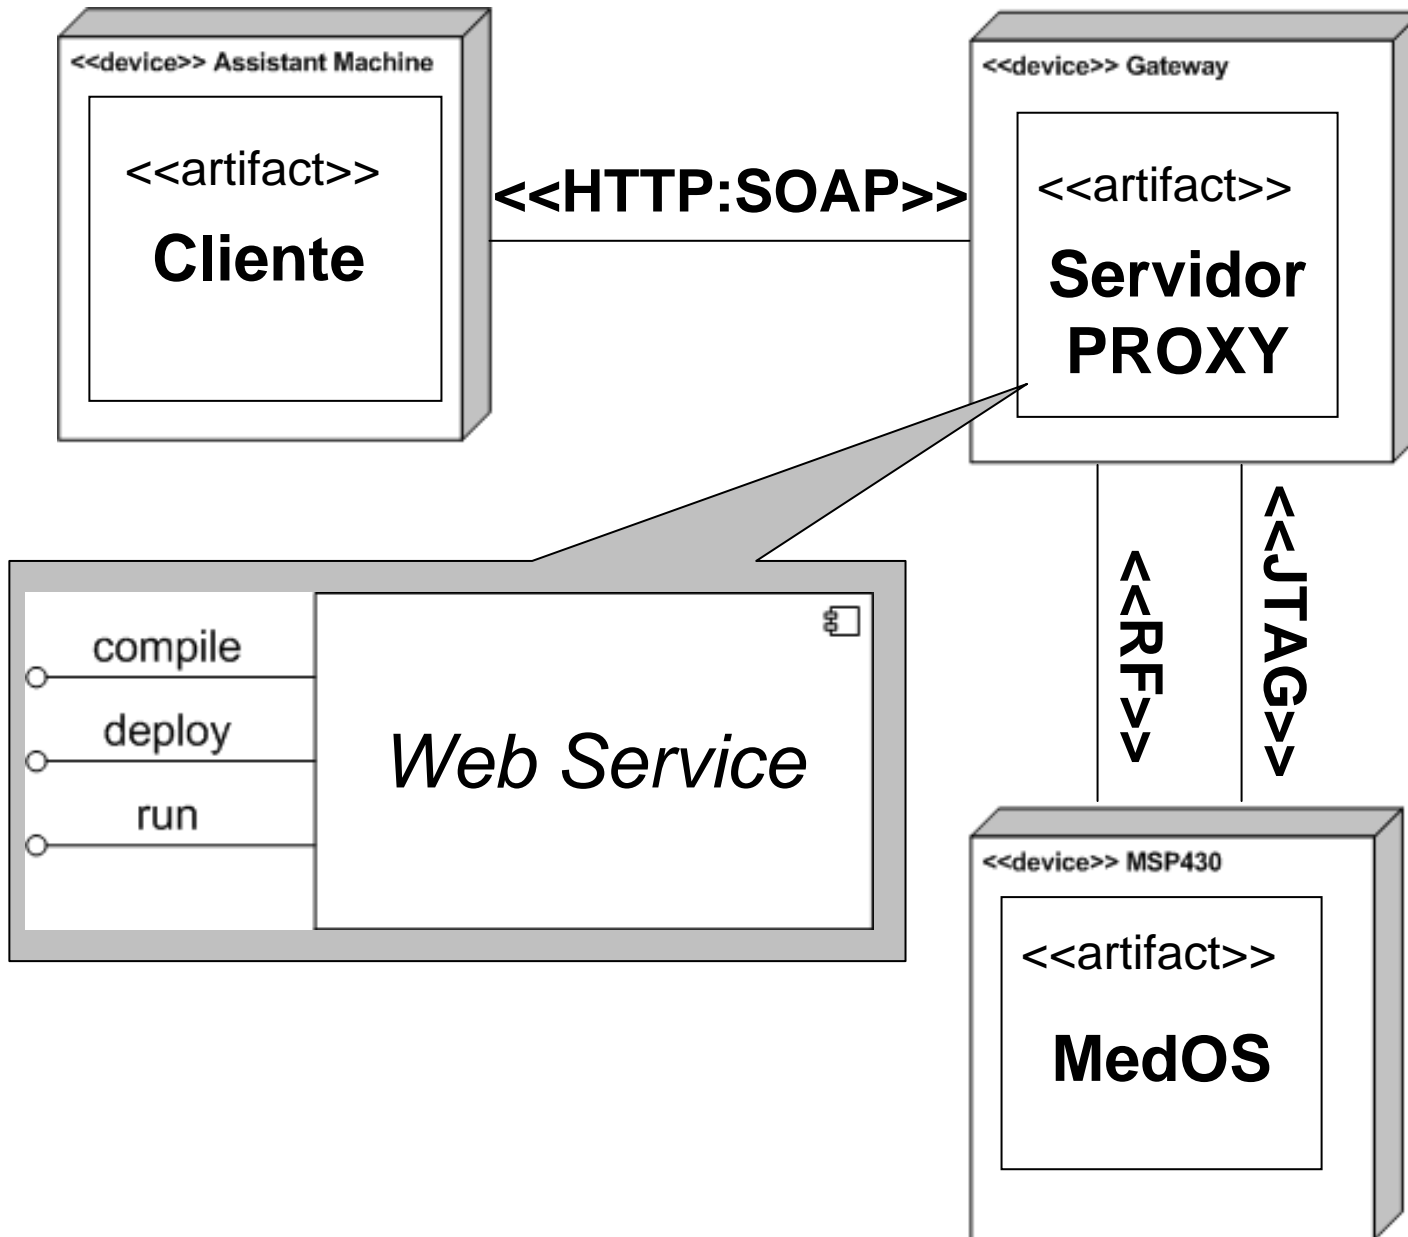 <<device>> Assistant Machine
<<artifact>>
Cliente
<<HTTP:SOAP>>
<<device>> Gateway
<<artifact>>
Servidor
PROXY
<<RF>>
<<JTAG>>
compile
deploy
run
Web Service
<<device>> MSP430
<<artifact>>
MedOS